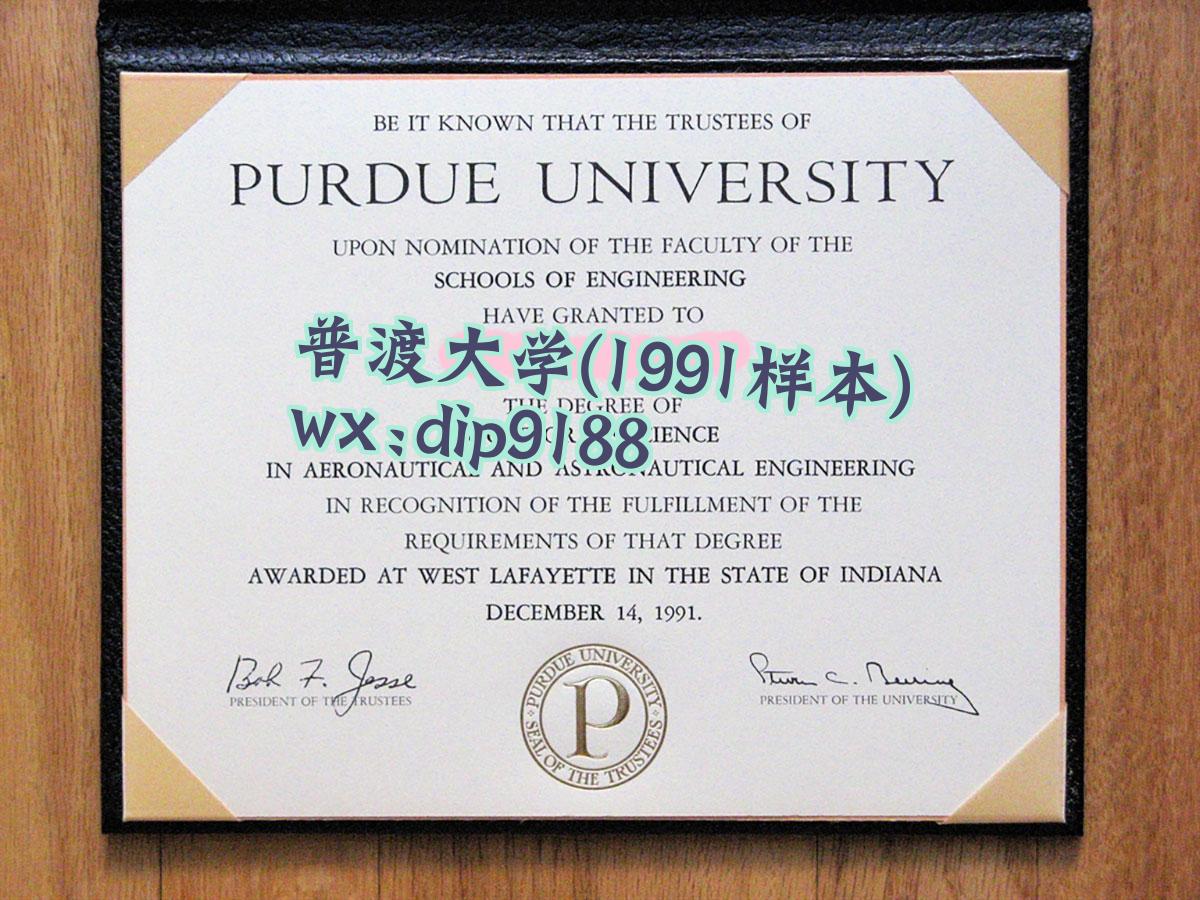 BE IT KNOWN THAT THE TRUSTEES OF
PURDUE UNIVERSITY
UPON NOMINATION OF THE FACULTY OF THE
SCHOOLS OF ENGINEERING
HAVE GRANTED TO
普渡大学(1991样本)
THE DEGREE OF
wx:dip9188
IN AERONAUTICAL AND ASTRONAUTICAL ENGINEERING
IN RECOGNITION OF THE FULFILLMENT OF THE
REQUIREMENTS OF THAT DEGREE
AWARDED AT WEST LAFAYETTE IN THE STATE OF INDIANA
DECEMBER 14, 1991.
Bob F. Jesse
PRESIDENT OF THE TRUSTEES
Steven C. Beering
PRESIDENT OF THE UNIVERSITY
PURDUE UNIVERSITY
SEAL OF THE TRUSTEES
P